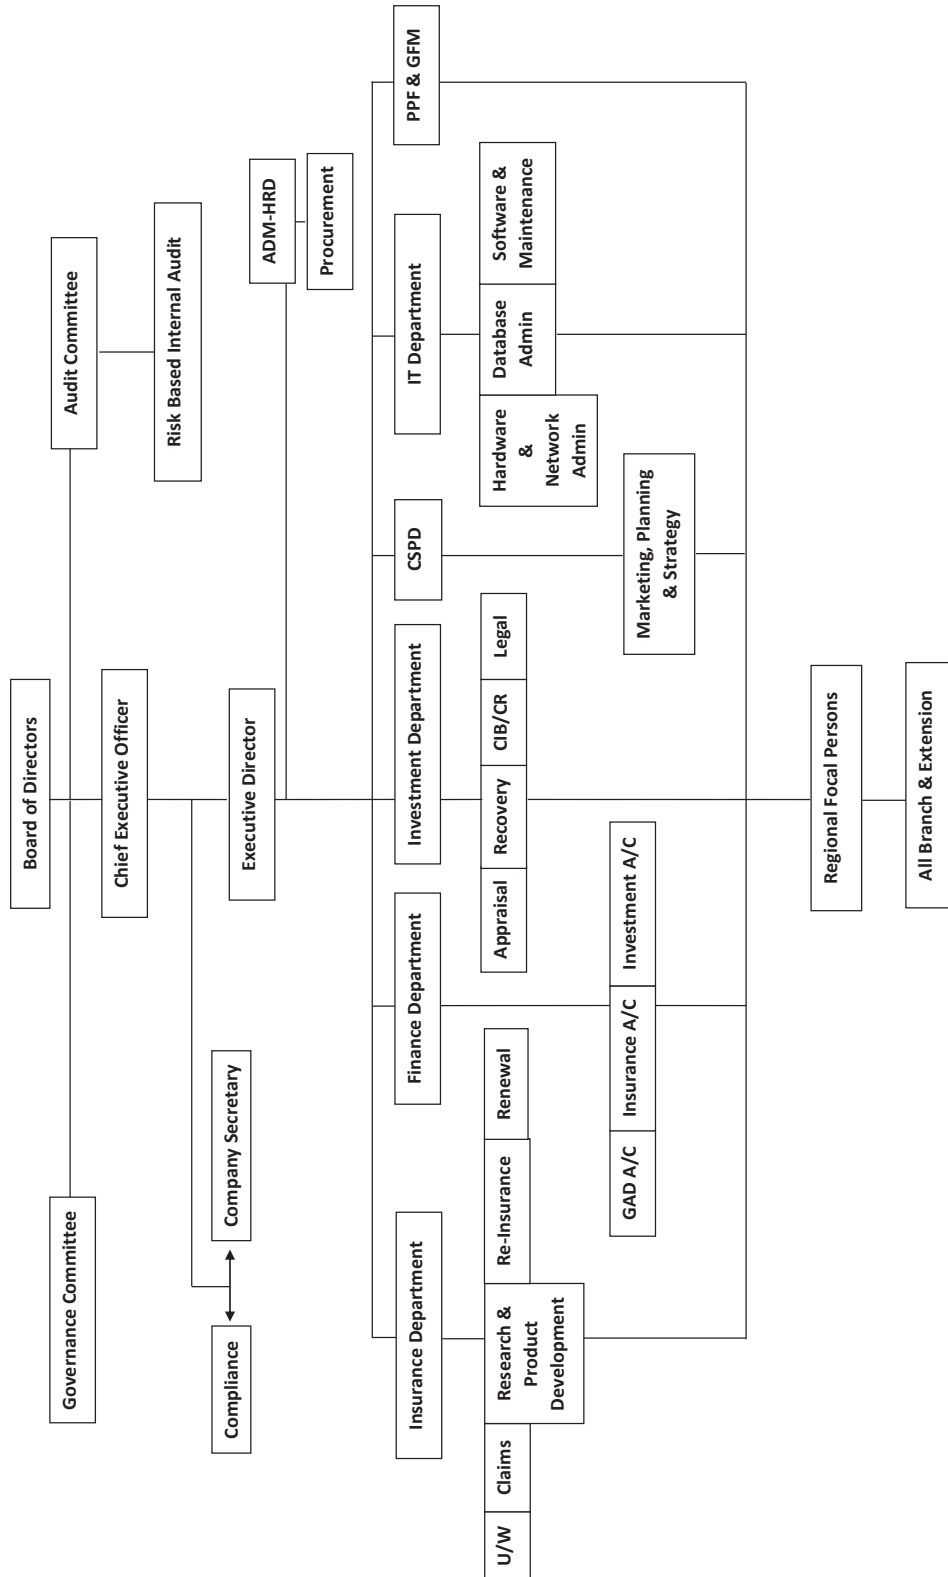 Board of Directors
Governance Committee
Audit Committee
Chief Executive Officer
Risk Based Internal Audit
Compliance
Company Secretary
Executive Director
ADM-HRD
Procurement
Insurance Department
Finance Department
Investment Department
CSPD
IT Department
PPF & GFM
U/W
Claims
Research &
Product
Development
Re-Insurance
Renewal
Appraisal
Recovery
CIB/CR
Legal
Hardware
&
Network
Admin
Database
Admin
Software &
Maintenance
GAD A/C
Insurance A/C
Investment A/C
Marketing, Planning
& Strategy
Regional Focal Persons
All Branch & Extension